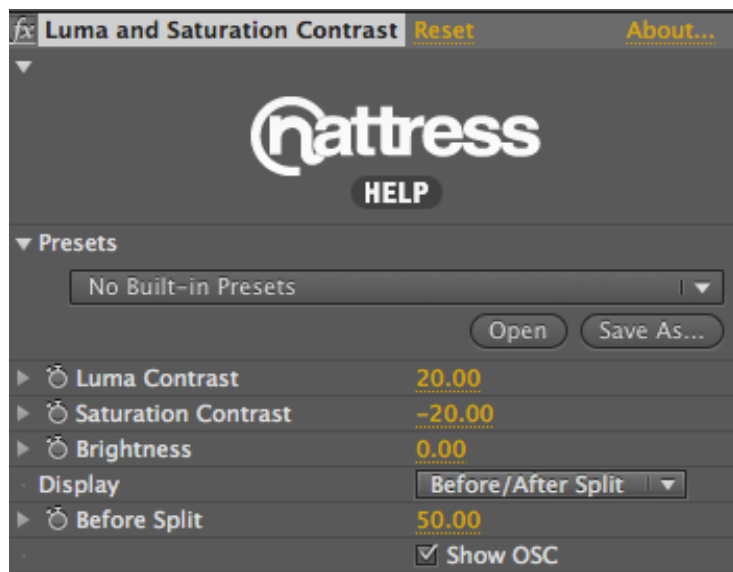 fx Luma and Saturation Contrast Reset About...
nattress
HELP
Presets
No Built-in Presets
Open Save As...
Luma Contrast 20.00
Saturation Contrast -20.00
Brightness 0.00
Display Before/After Split
Before Split 50.00
Show OSC